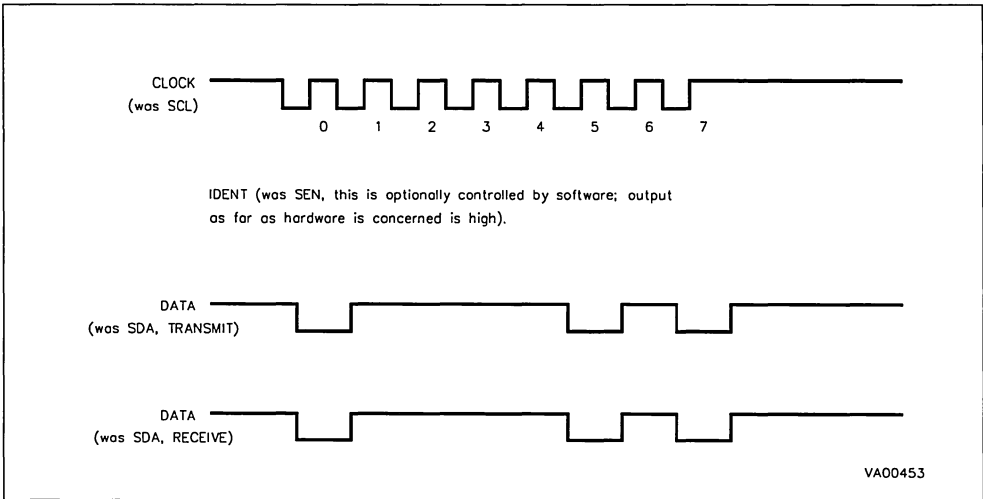 CLOCK
(was SCL)
0 1 2 3 4 5 6 7
IDENT (was SEN, this is optionally controlled by software; output
as far as hardware is concerned is high).
DATA
(was SDA, TRANSMIT)
DATA
(was SDA, RECEIVE)
VA00453